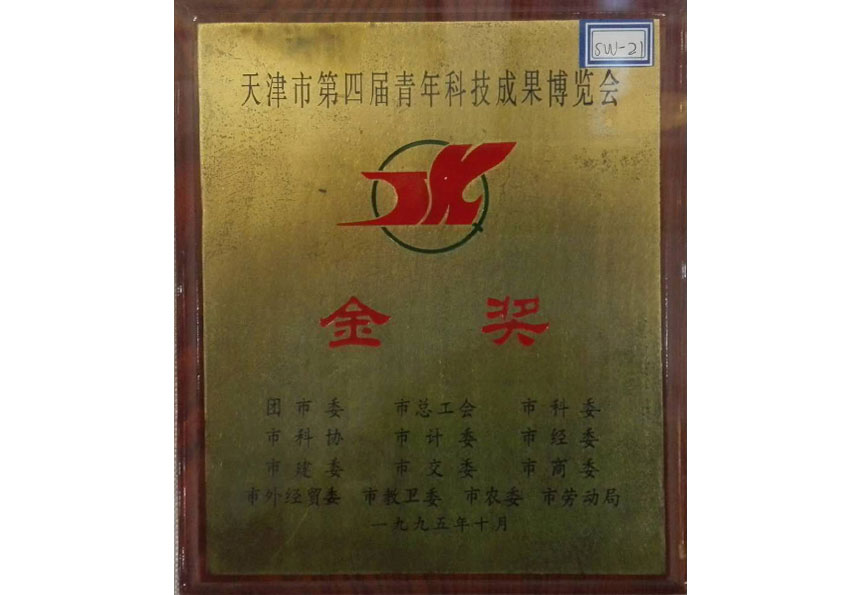 SW-21
天津市第四届青年科技成果博览会
金奖
团市委 市总工会 市科委
市科协 市计委 市经委
市建委 市交委 市商委
市外经贸委 市教卫委 市农委 市劳动局
一九九五年十月